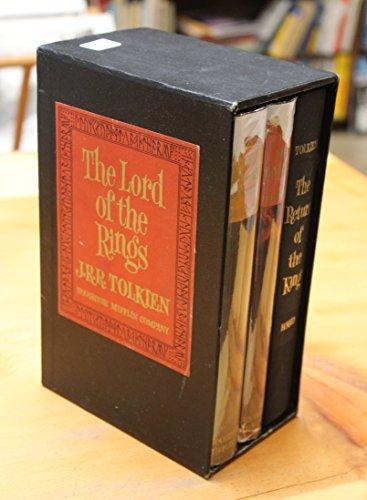 The Lord
of the
Rings
J·R·R·TOLKIEN
HOUGHTON MIFFLIN COMPANY
TOLKIEN
The
Return
of
the
King